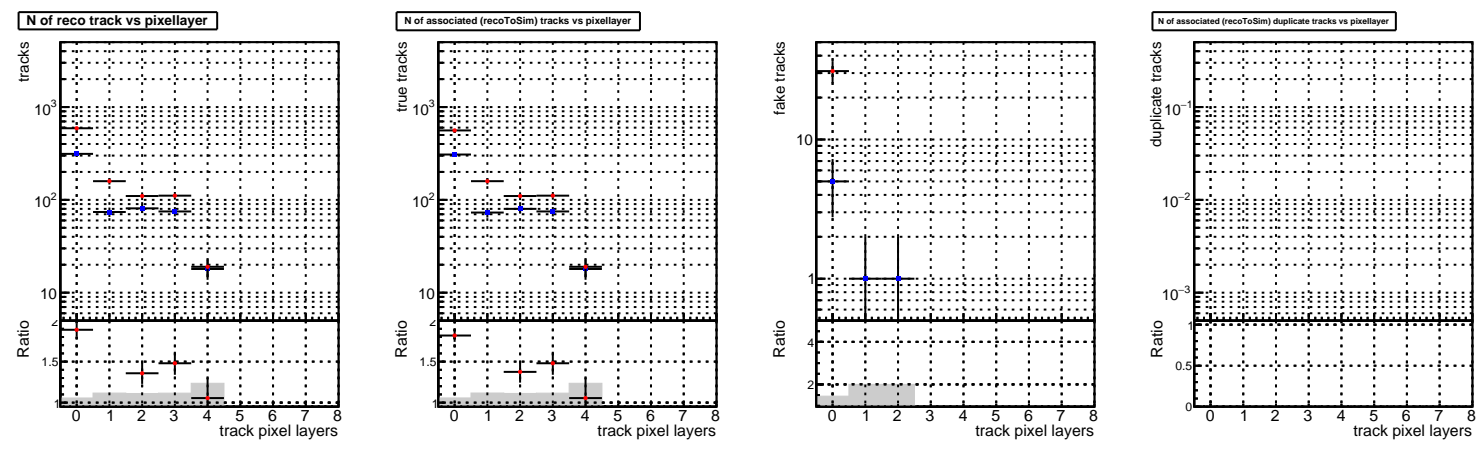 N of reco track vs pixellayer
tracks
10³
10²
10
Ratio
2
1.5
1
0 1 2 3 4 5 6 7 8
track pixel layers
N of associated (recoToSim) tracks vs pixellayer
true tracks
10³
10²
10
Ratio
2
1.5
1
0 1 2 3 4 5 6 7 8
track pixel layers
fake tracks
10
1
Ratio
4
2
0 1 2 3 4 5 6 7 8
track pixel layers
N of associated (recoToSim) duplicate tracks vs pixellayer
duplicate tracks
10⁻¹
10⁻²
10⁻³
Ratio
1
0.5
0
0 1 2 3 4 5 6 7 8
track pixel layers